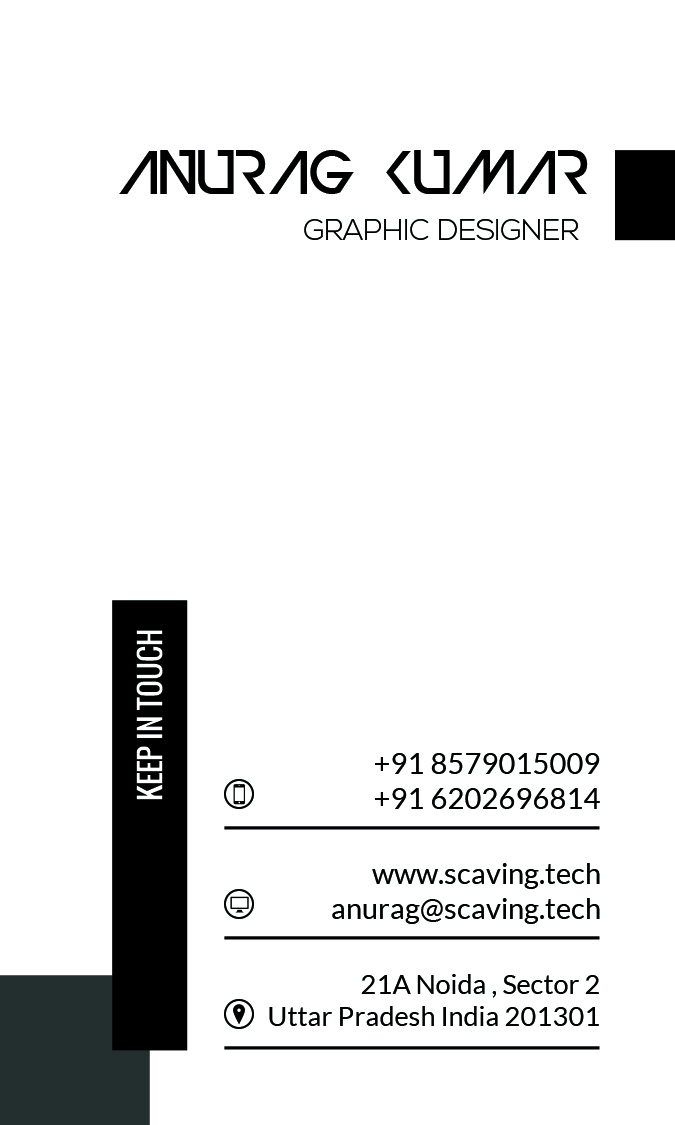 ANURAG KUMAR
GRAPHIC DESIGNER
KEEP IN TOUCH
+91 8579015009
+91 6202696814
www.scaving.tech
anurag@scaving.tech
21A Noida , Sector 2
Uttar Pradesh India 201301